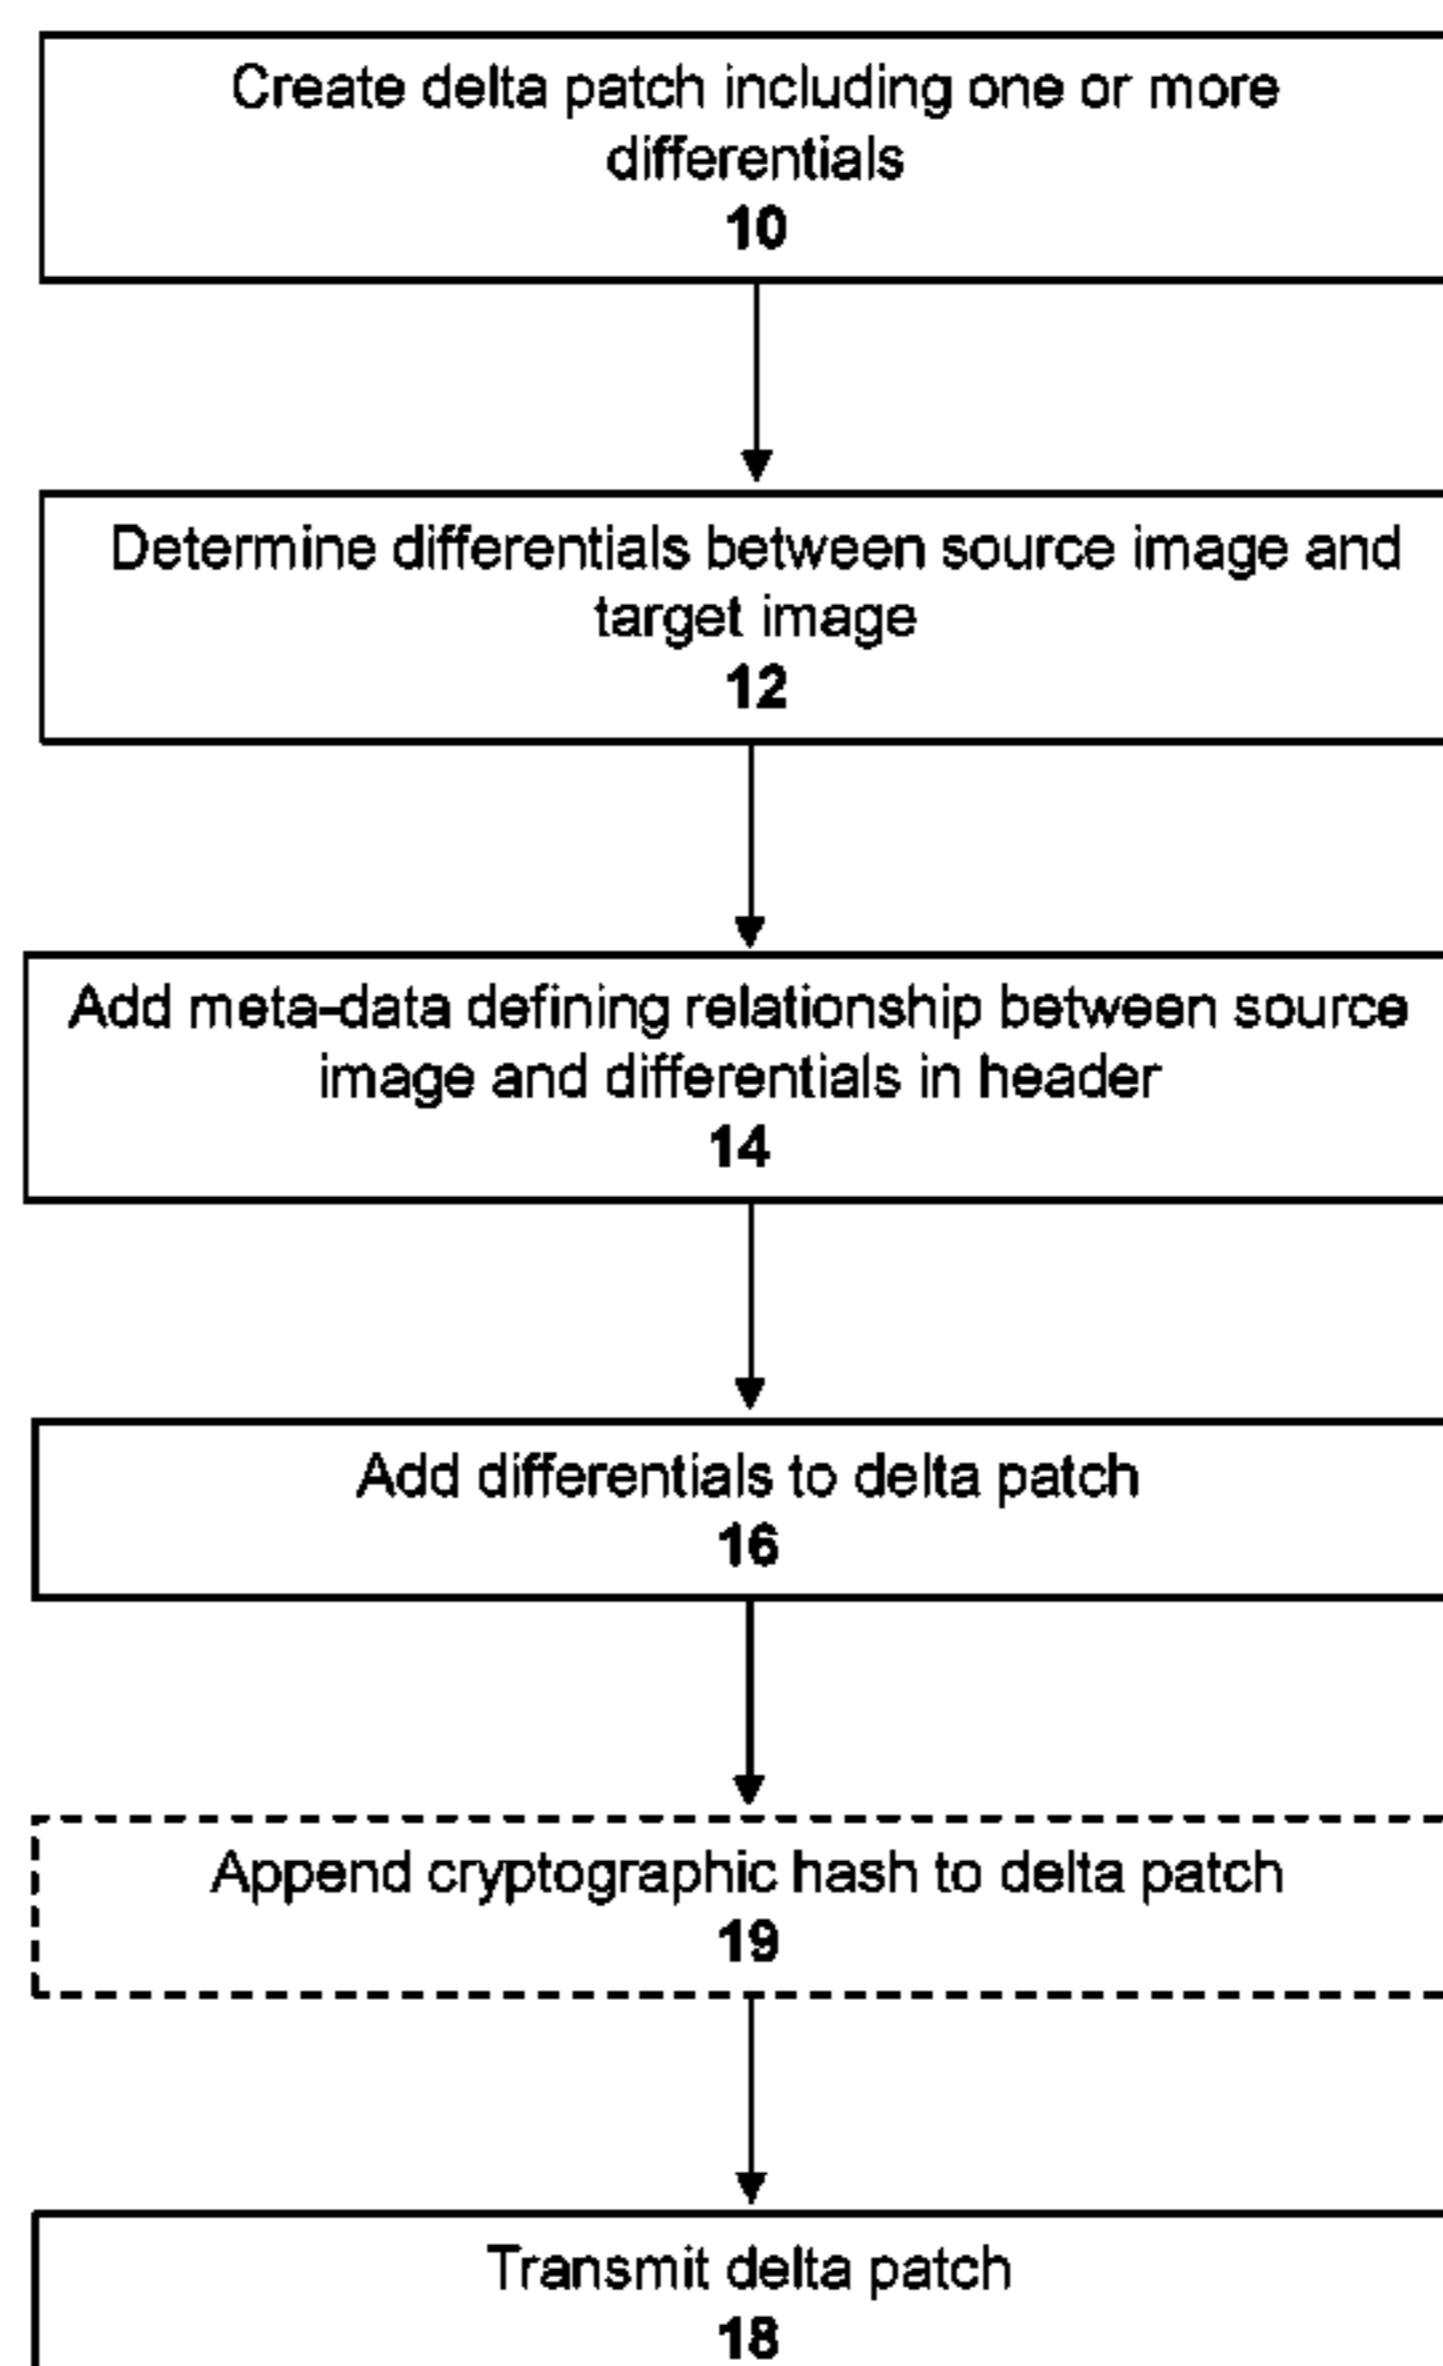 Create delta patch including one or more
differentials
10
Determine differentials between source image and
target image
12
Add meta-data defining relationship between source
image and differentials in header
14
Add differentials to delta patch
16
Append cryptographic hash to delta patch
19
Transmit delta patch
18